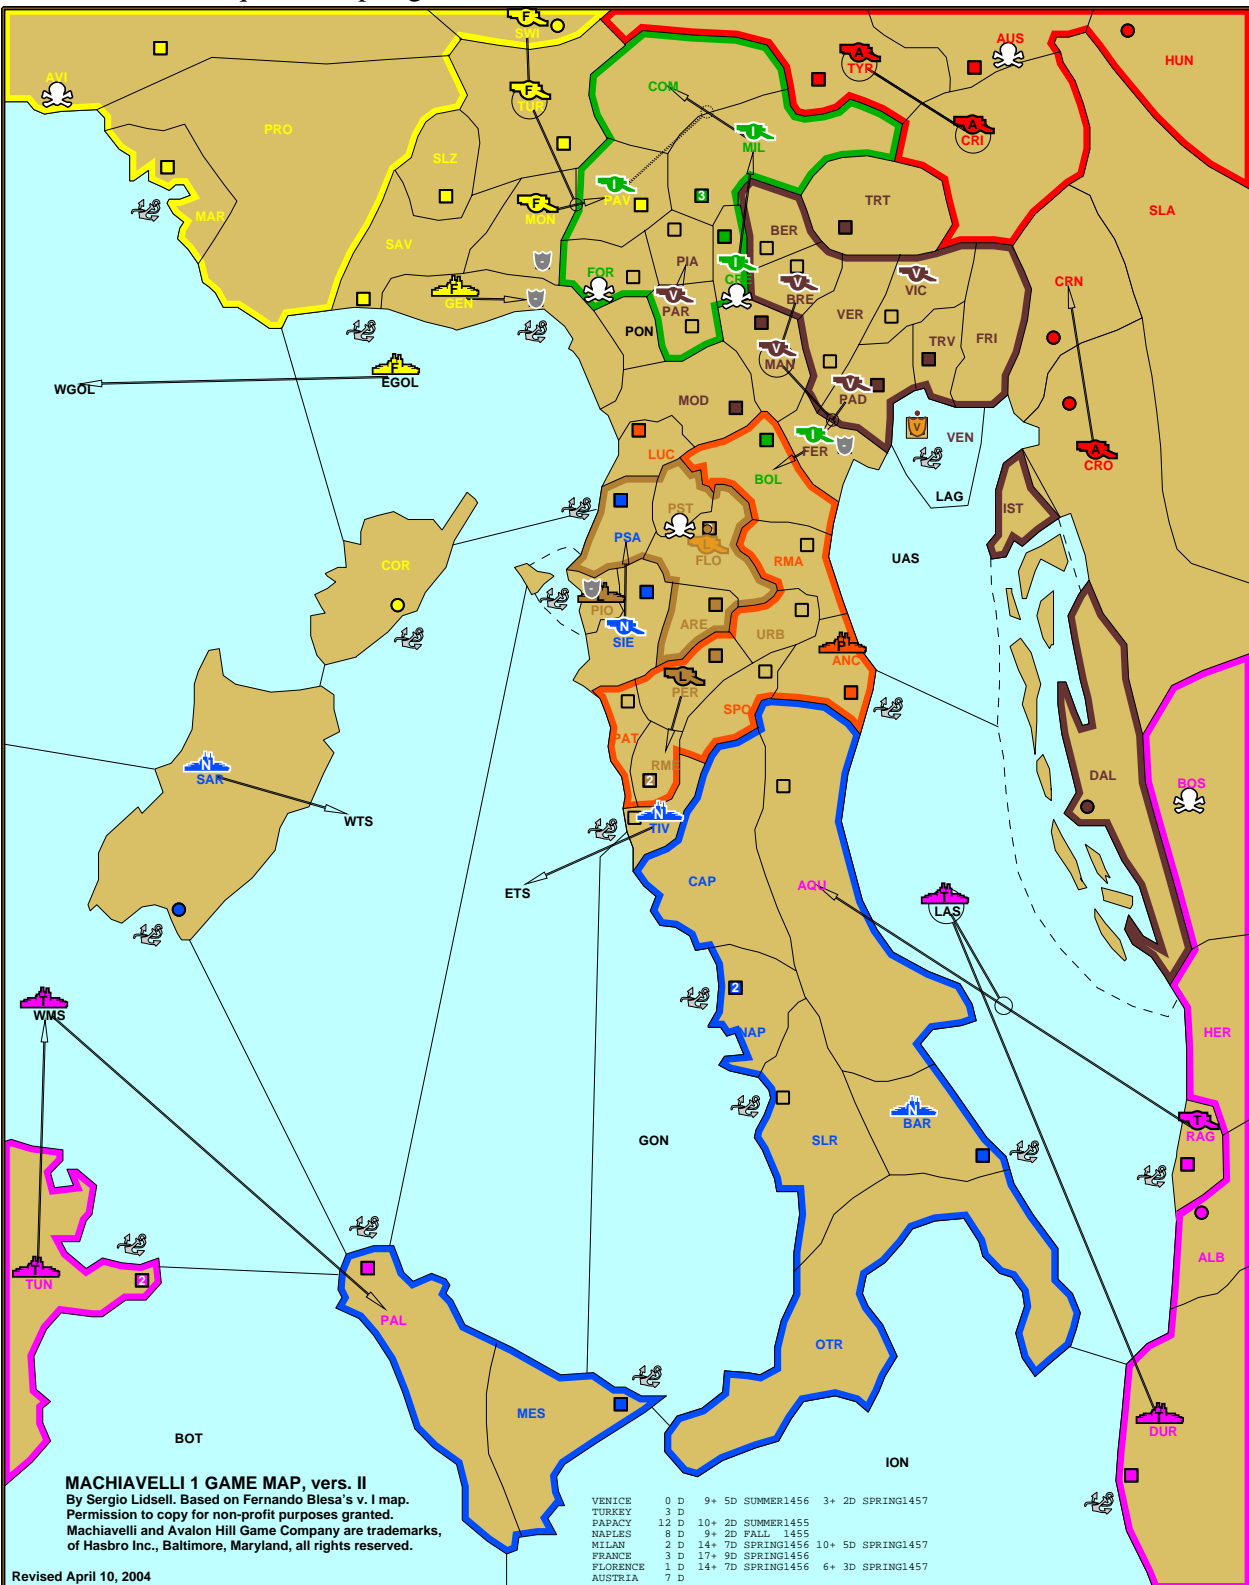 SWI
AUS
HUN
AVI
TUR
TYR
COM
PRO
CRI
MIL
SLZ
PAV
MON
3
TRT
MAR
SAV
BER
SLA
PIA
FOR
GEN
PAR
CRE
BRE
VIC
CRN
PON
VER
TRV
FRI
MAN
WGOL
EGOL
MOD
PAD
LUC
FER
VEN
BOL
CRO
LAG
PST
IST
PSA
FLO
RMA
UAS
COR
PIO
ARE
URB
SIE
ANC
PER
SPO
PAT
RME
2
DAL
BOS
SAR
WTS
TIV
ETS
CAP
AQU
LAS
2
WMS
NAP
HER
GON
BAR
RAG
SLR
ALB
TUN
2
PAL
OTR
MES
DUR
BOT
ION
MACHIAVELLI 1 GAME MAP, vers. II
By Sergio Lidsell. Based on Fernando Blesa's v. I map.
Permission to copy for non-profit purposes granted.
Machiavelli and Avalon Hill Game Company are trademarks,
of Hasbro Inc., Baltimore, Maryland, all rights reserved.
Revised April 10, 2004
VENICE 0 D 9+ 5D SUMMER1456 3+ 2D SPRING1457
TURKEY 3 D
PAPACY 12 D 10+ 2D SUMMER1455
NAPLES 8 D 9+ 2D FALL 1455
MILAN 2 D 14+ 7D SPRING1456 10+ 5D SPRING1457
FRANCE 3 D 17+ 9D SPRING1456
FLORENCE 1 D 14+ 7D SPRING1456 6+ 3D SPRING1457
AUSTRIA 7 D